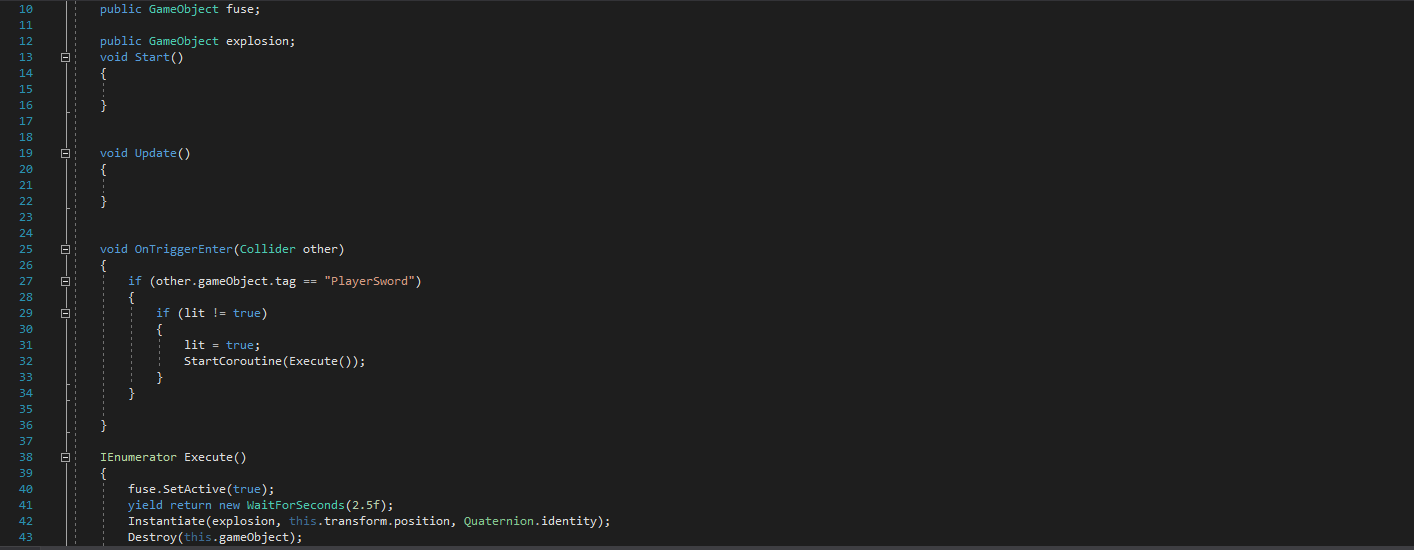 10 public GameObject fuse;
11
12 public GameObject explosion;
13 void Start()
14 {
15
16 }
17
18
19 void Update()
20 {
21
22 }
23
24
25 void OnTriggerEnter(Collider other)
26 {
27 if (other.gameObject.tag == "PlayerSword")
28 {
29 if (lit != true)
30 {
31 lit = true;
32 StartCoroutine(Execute());
33 }
34 }
35
36 }
37
38 IEnumerator Execute()
39 {
40 fuse.SetActive(true);
41 yield return new WaitForSeconds(2.5f);
42 Instantiate(explosion, this.transform.position, Quaternion.identity);
43 Destroy(this.gameObject);